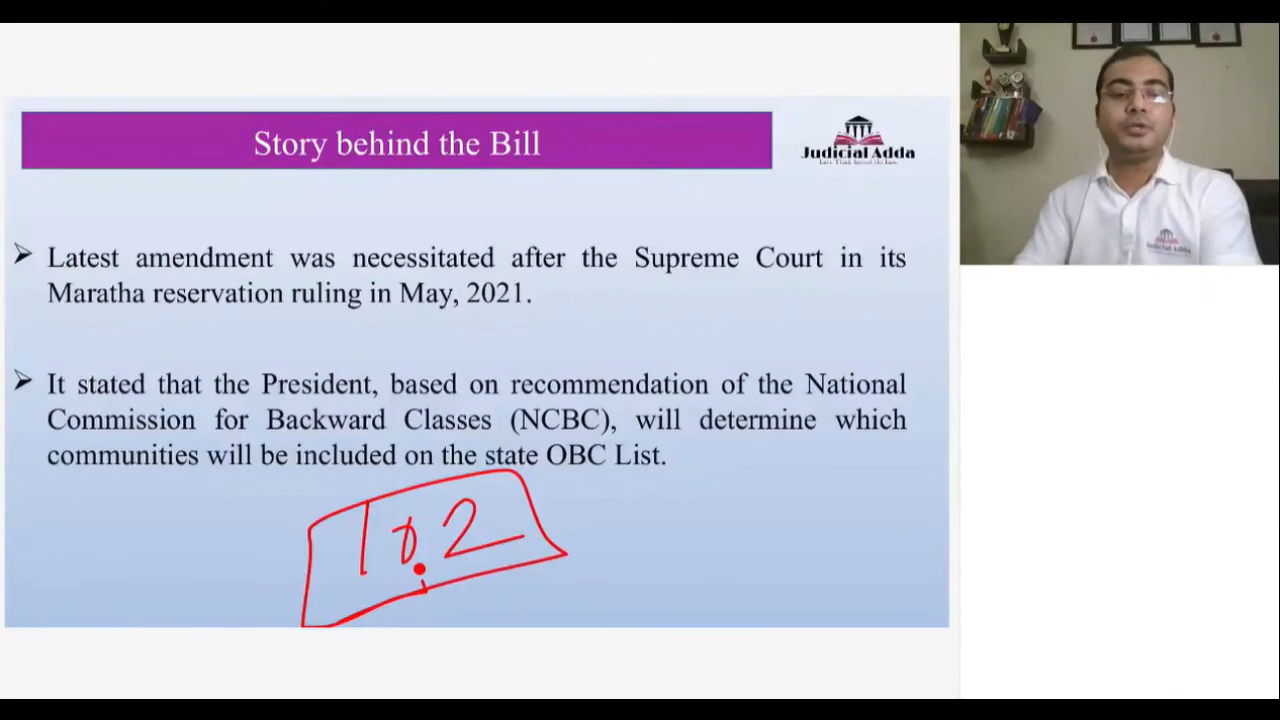 Story behind the Bill
Judicial Adda
Latest amendment was necessitated after the Supreme Court in its
Maratha reservation ruling in May, 2021.
It stated that the President, based on recommendation of the National
Commission for Backward Classes (NCBC), will determine which
communities will be included on the state OBC List.
102
Judicial Adda